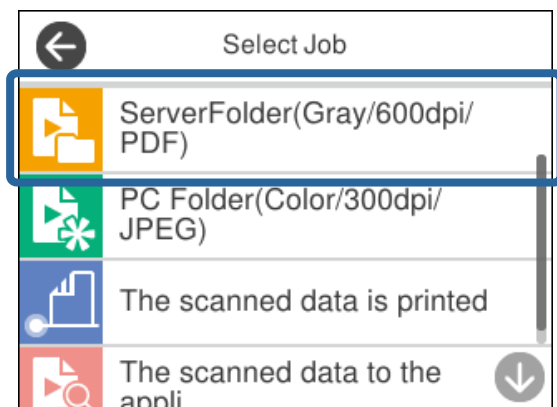 Select Job
ServerFolder(Gray/600dpi/
PDF)
PC Folder(Color/300dpi/
JPEG)
The scanned data is printed
The scanned data to the
appli...